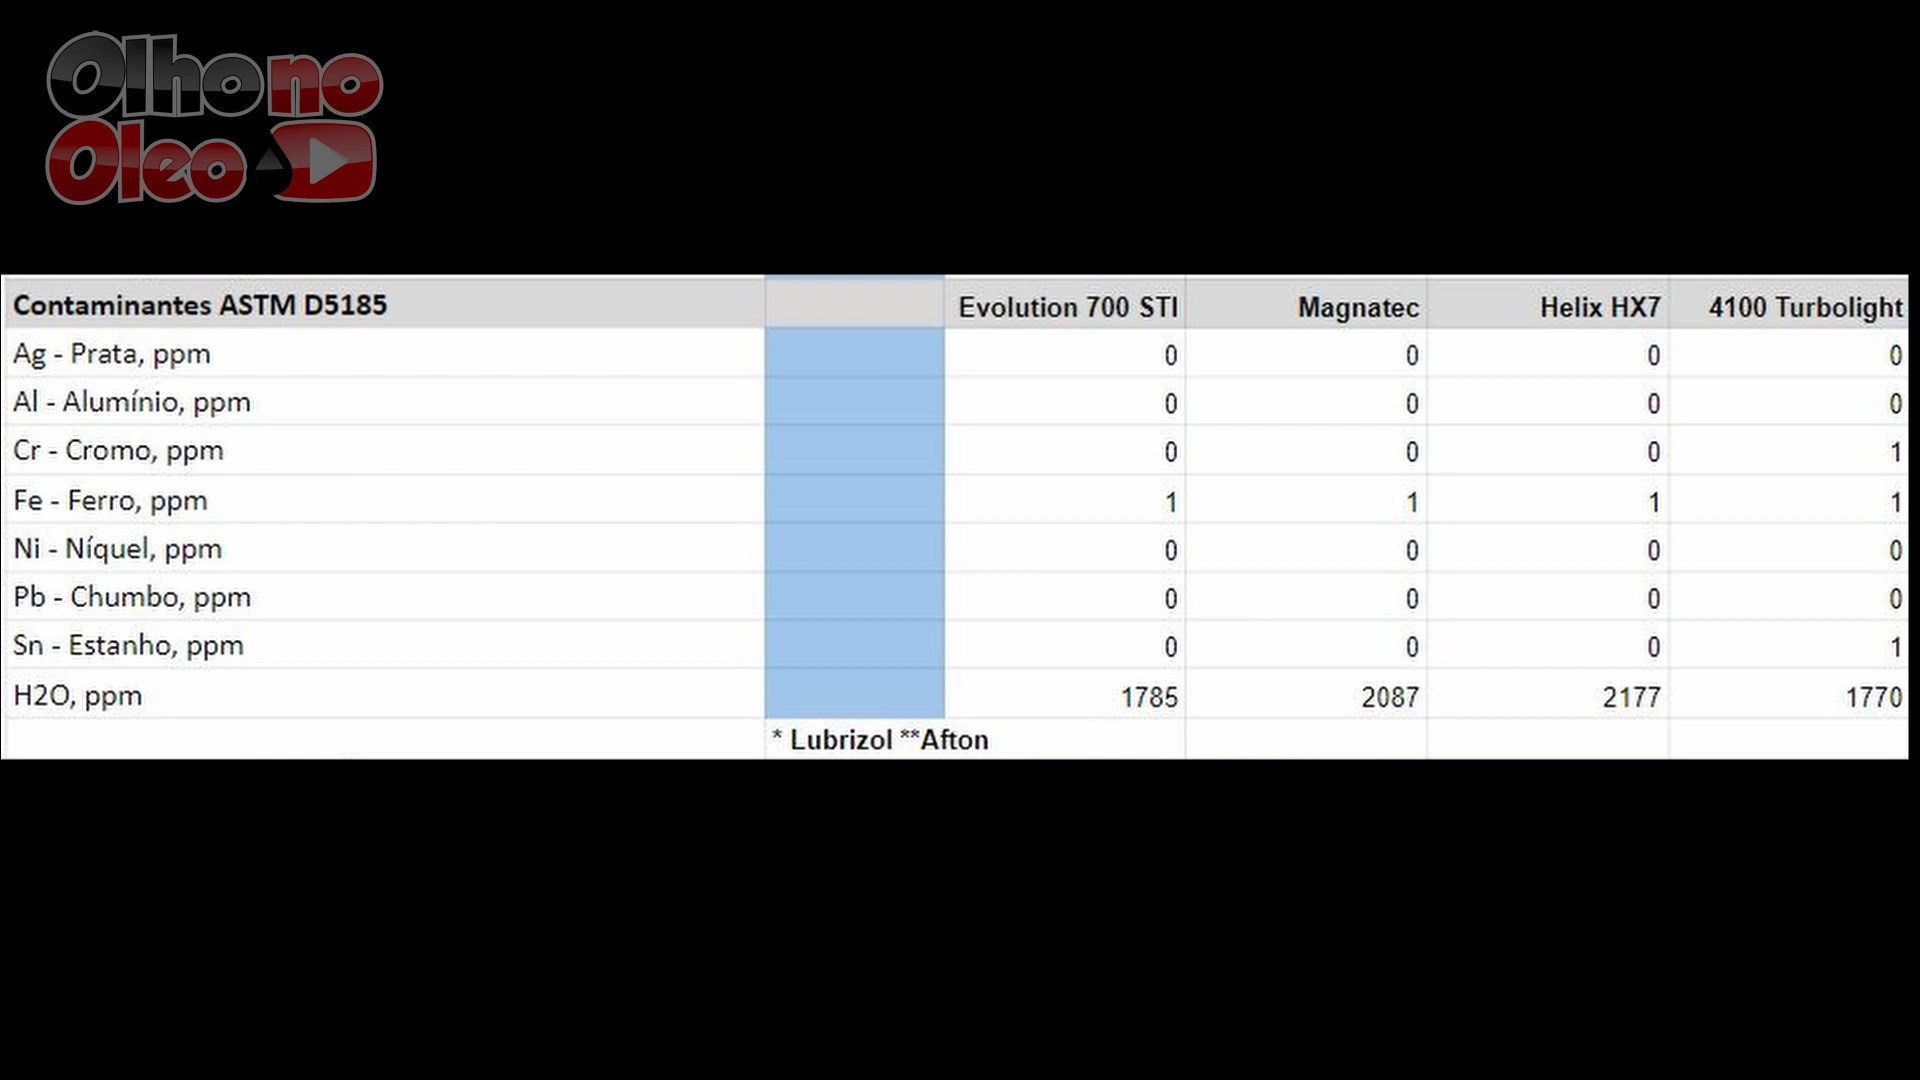 Olho no
Oleo
Contaminantes ASTM D5185 Evolution 700 STI Magnatec Helix HX7 4100 Turbolight
Ag - Prata, ppm 0 0 0 0
Al - Alumínio, ppm 0 0 0 0
Cr - Cromo, ppm 0 0 0 1
Fe - Ferro, ppm 1 1 1 1
Ni - Níquel, ppm 0 0 0 0
Pb - Chumbo, ppm 0 0 0 0
Sn - Estanho, ppm 0 0 0 1
H2O, ppm 1785 2087 2177 1770
* Lubrizol **Afton